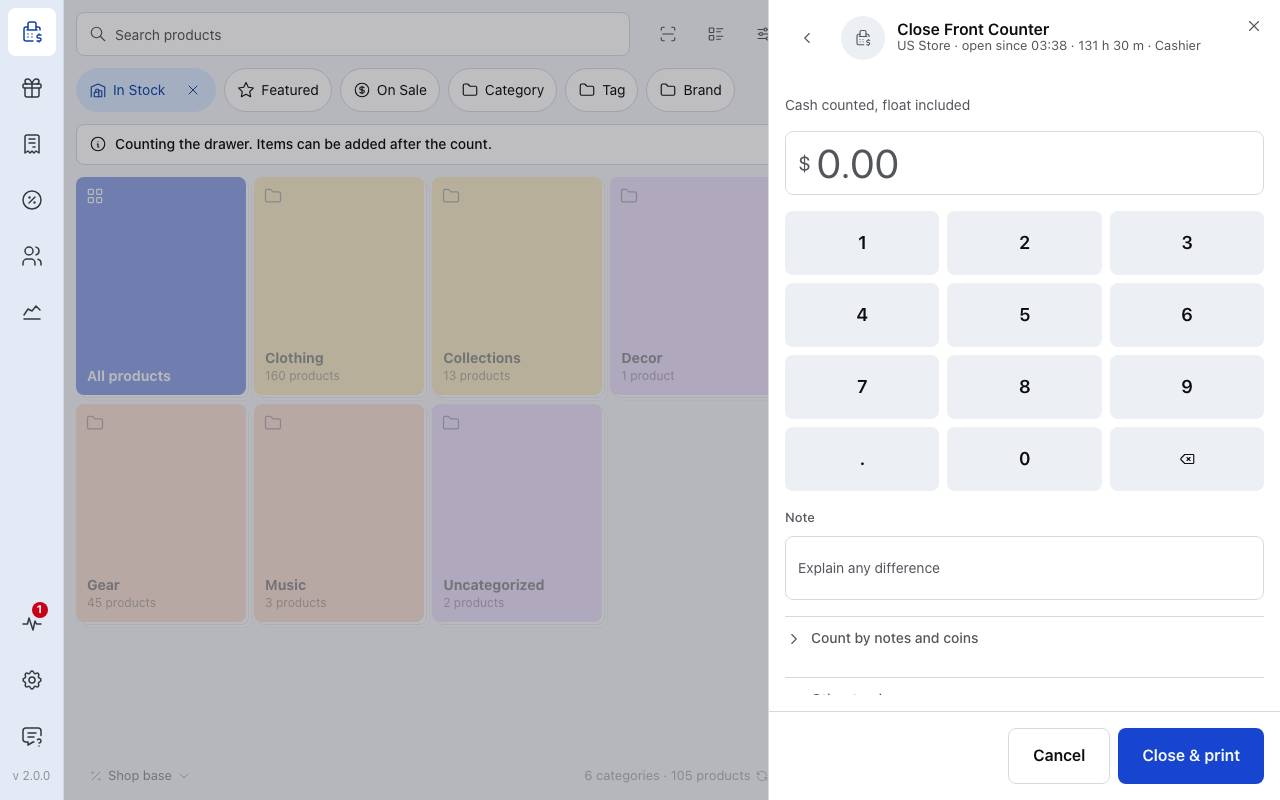 Search products
In Stock
Featured
On Sale
Category
Tag
Brand
Counting the drawer. Items can be added after the count.
All products
Clothing
160 products
Collections
13 products
Decor
1 product
Gear
45 products
Music
3 products
Uncategorized
2 products
1
v 2.0.0
Shop base
6 categories · 105 products
Close Front Counter
US Store · open since 03:38 · 131 h 30 m · Cashier
Cash counted, float included
$ 0.00
1 2 3
4 5 6
7 8 9
. 0
Note
Explain any difference
Count by notes and coins
Cancel
Close & print